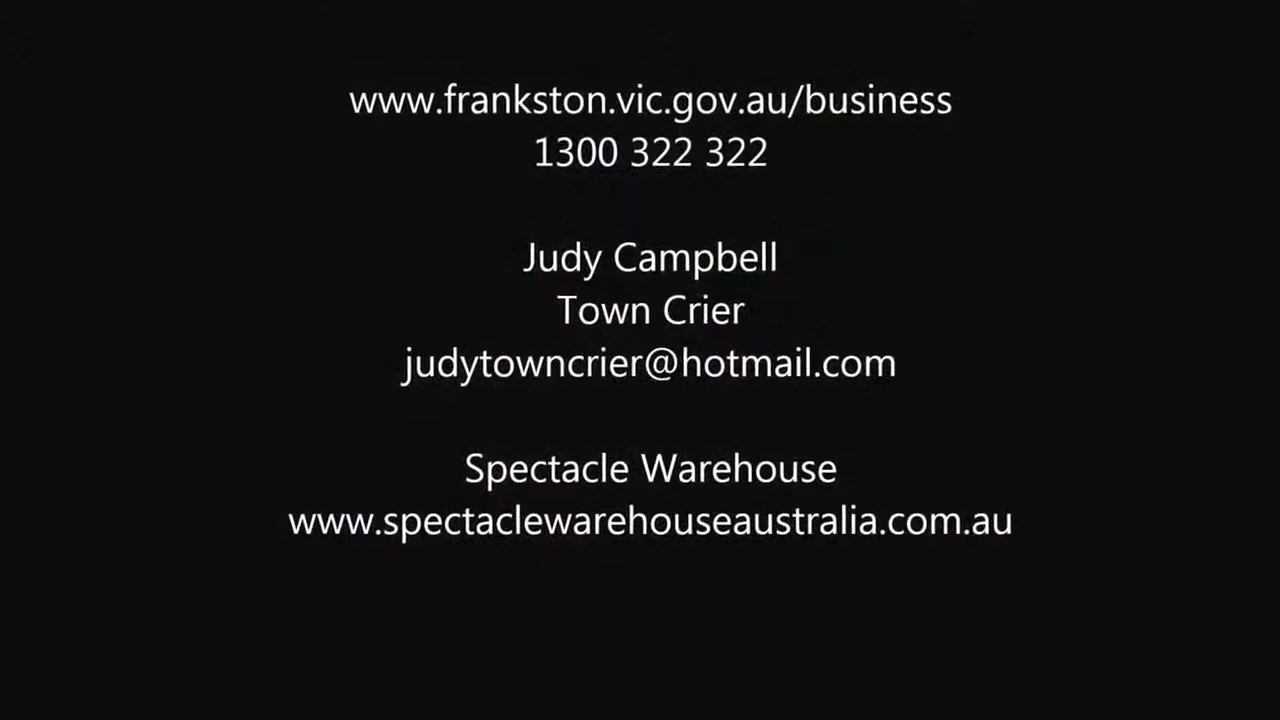 www.frankston.vic.gov.au/business
1300 322 322
Judy Campbell
Town Crier
judytowncrier@hotmail.com
Spectacle Warehouse
www.spectaclewarehouseaustralia.com.au